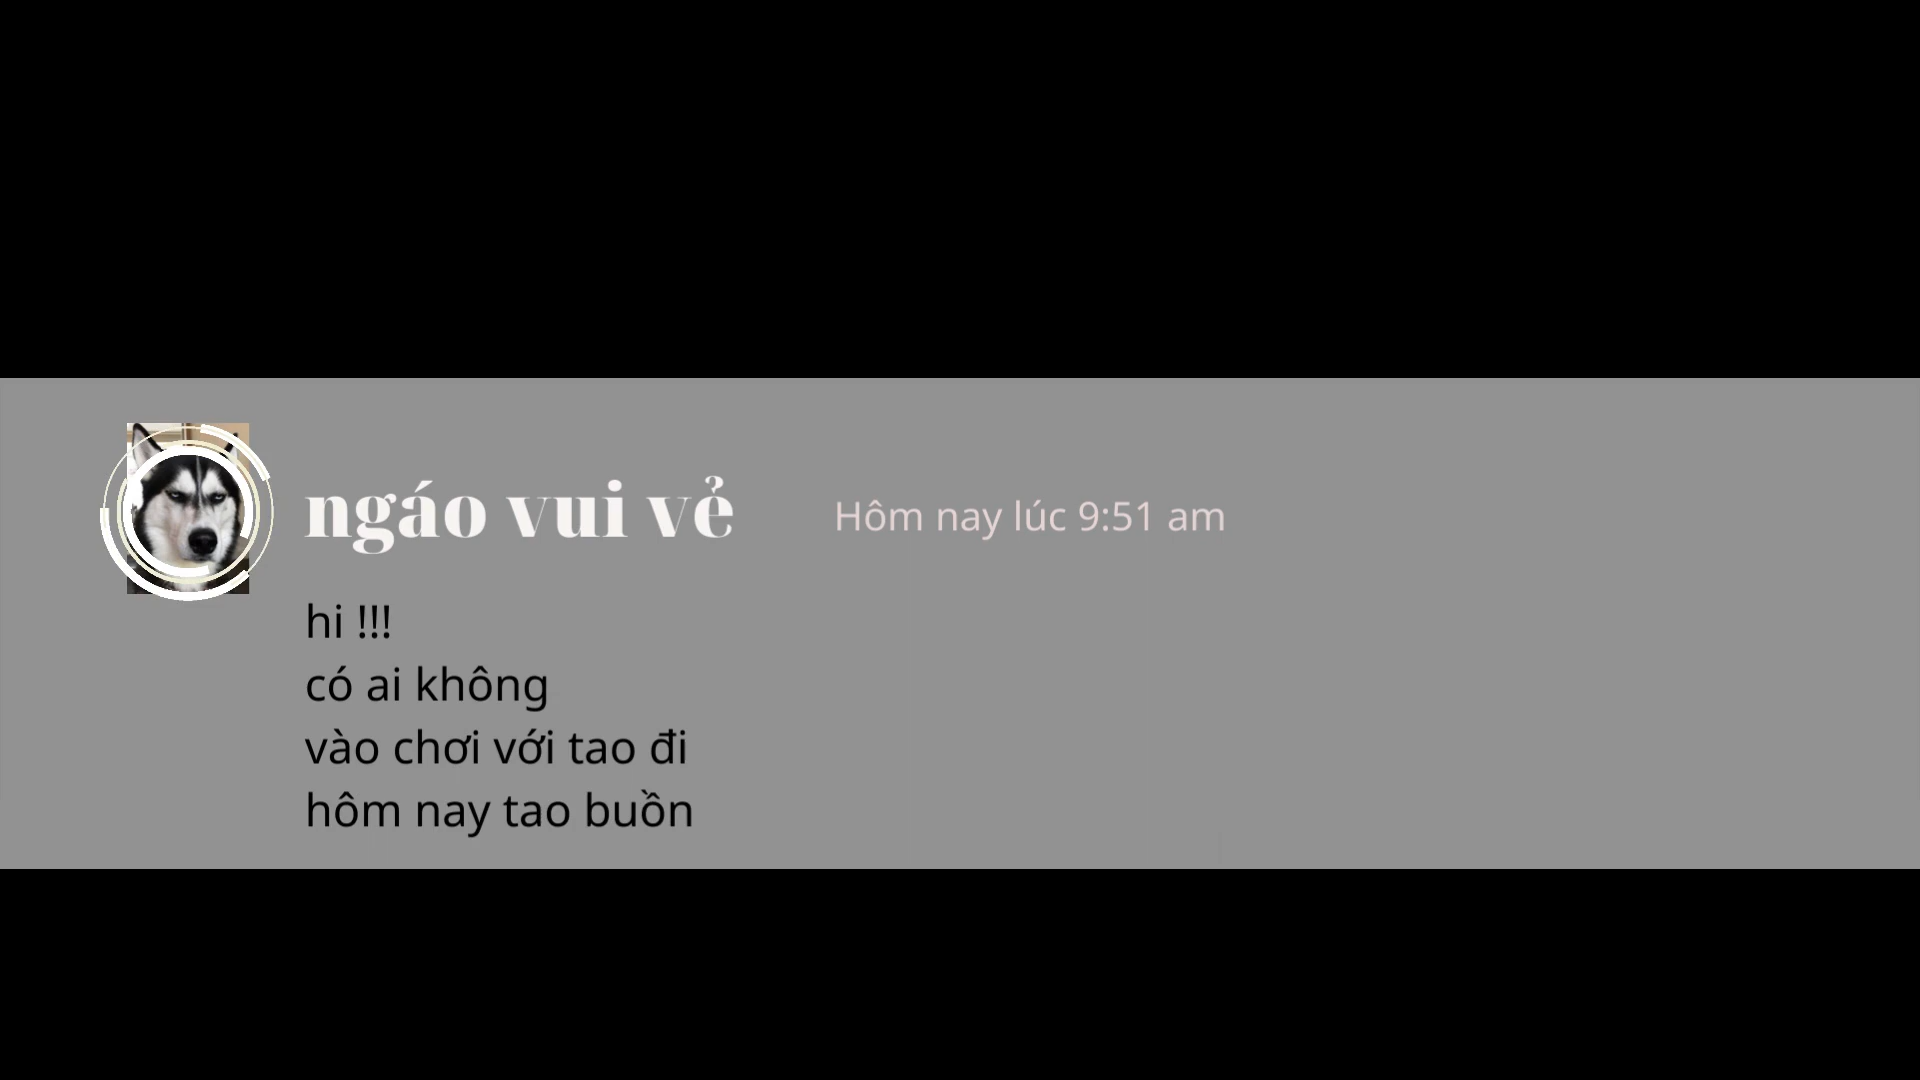 ngáo vui vẻ Hôm nay lúc 9:51 am
hi !!!
có ai không
vào chơi với tao đi
hôm nay tao buồn